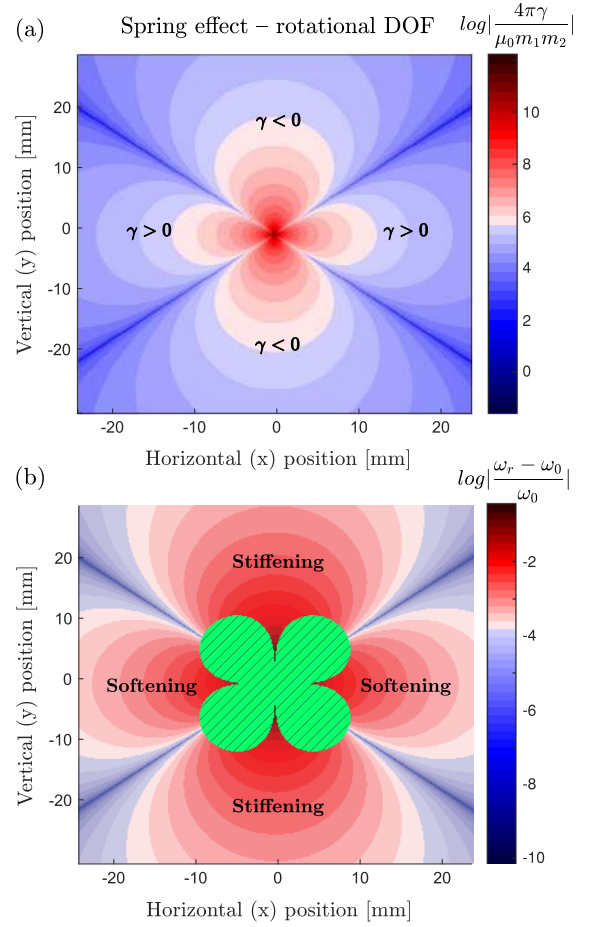 (a)
Spring effect – rotational DOF
log|4πγ/μ₀m₁m₂|
Vertical (y) position [mm]
20
10
0
-10
-20
γ < 0
γ > 0
γ > 0
γ < 0
10
8
6
4
2
0
-20
-10
0
10
20
Horizontal (x) position [mm]
(b)
log|ωᵣ − ω₀/ω₀|
Vertical (y) position [mm]
20
10
0
-10
-20
Stiffening
Softening
Softening
Stiffening
-2
-4
-6
-8
-10
-20
-10
0
10
20
Horizontal (x) position [mm]